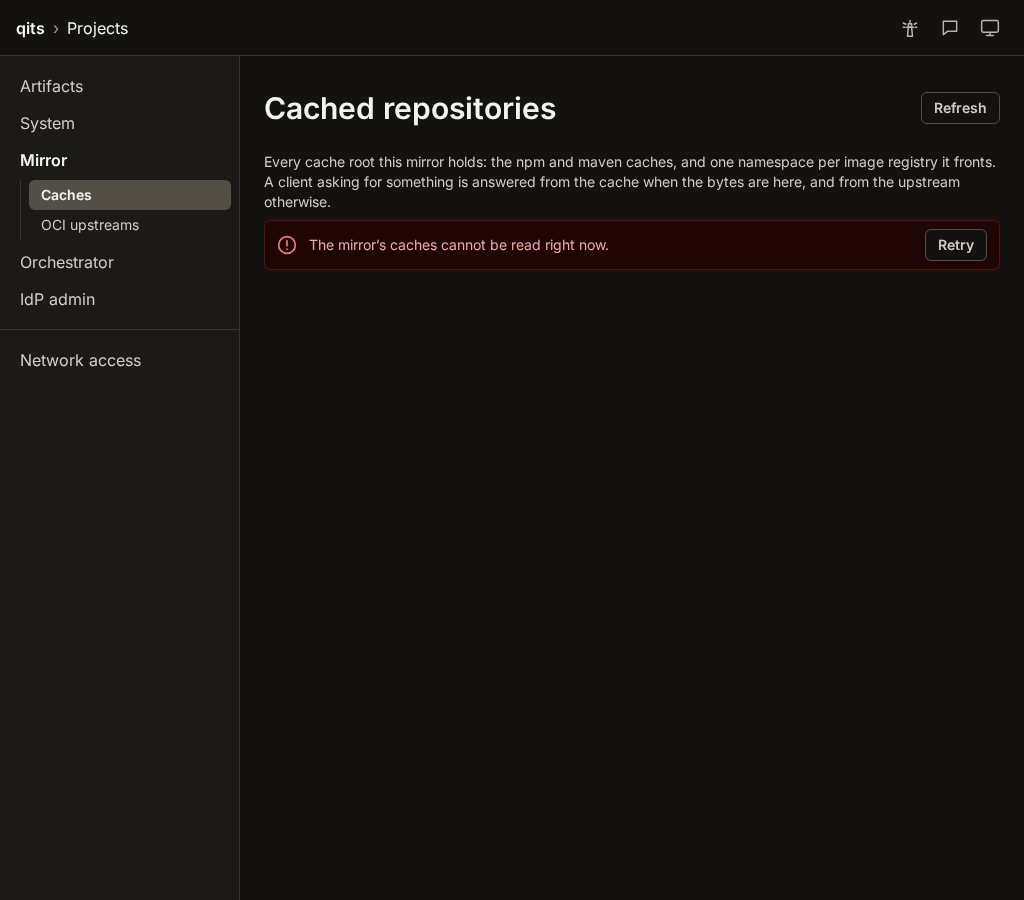 qits › Projects
Artifacts
System
Mirror
Caches
OCI upstreams
Orchestrator
IdP admin
Network access
Cached repositories
Refresh
Every cache root this mirror holds: the npm and maven caches, and one namespace per image registry it fronts.
A client asking for something is answered from the cache when the bytes are here, and from the upstream
otherwise.
The mirror’s caches cannot be read right now.
Retry